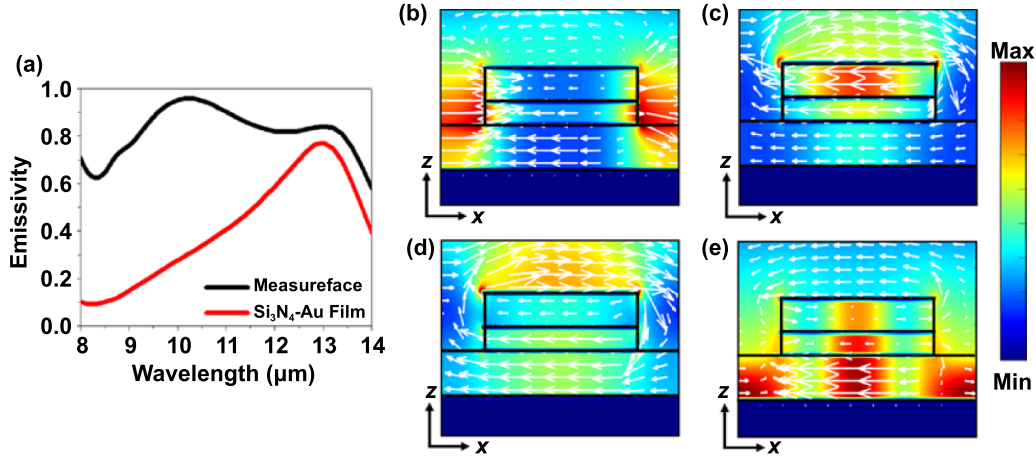 (a)
Emissivity
1.0
0.8
0.6
0.4
0.2
0.0
8 9 10 11 12 13 14
Wavelength (μm)
Measureface
Si₃N₄-Au Film
(b)
z
x
(c)
z
x
(d)
z
x
(e)
z
x
Max
Min